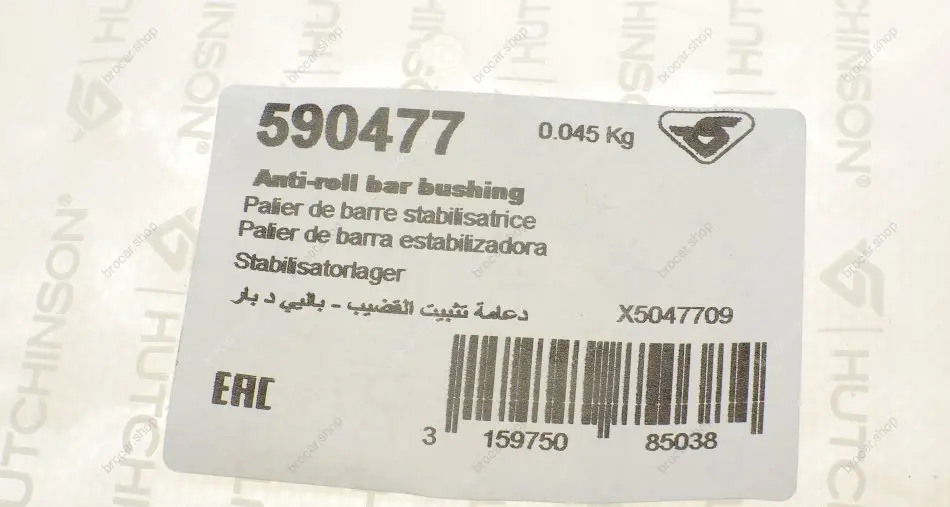 590477
0.045 Kg
Anti-roll bar bushing
Palier de barre stabilisatrice
Palier de barra estabilizadora
Stabilisatorlager
دعامة تثبيت القضيب - باليي د بار
X5047709
EAC
3 159750 85038
HUTCHINSON®
brocar.shop